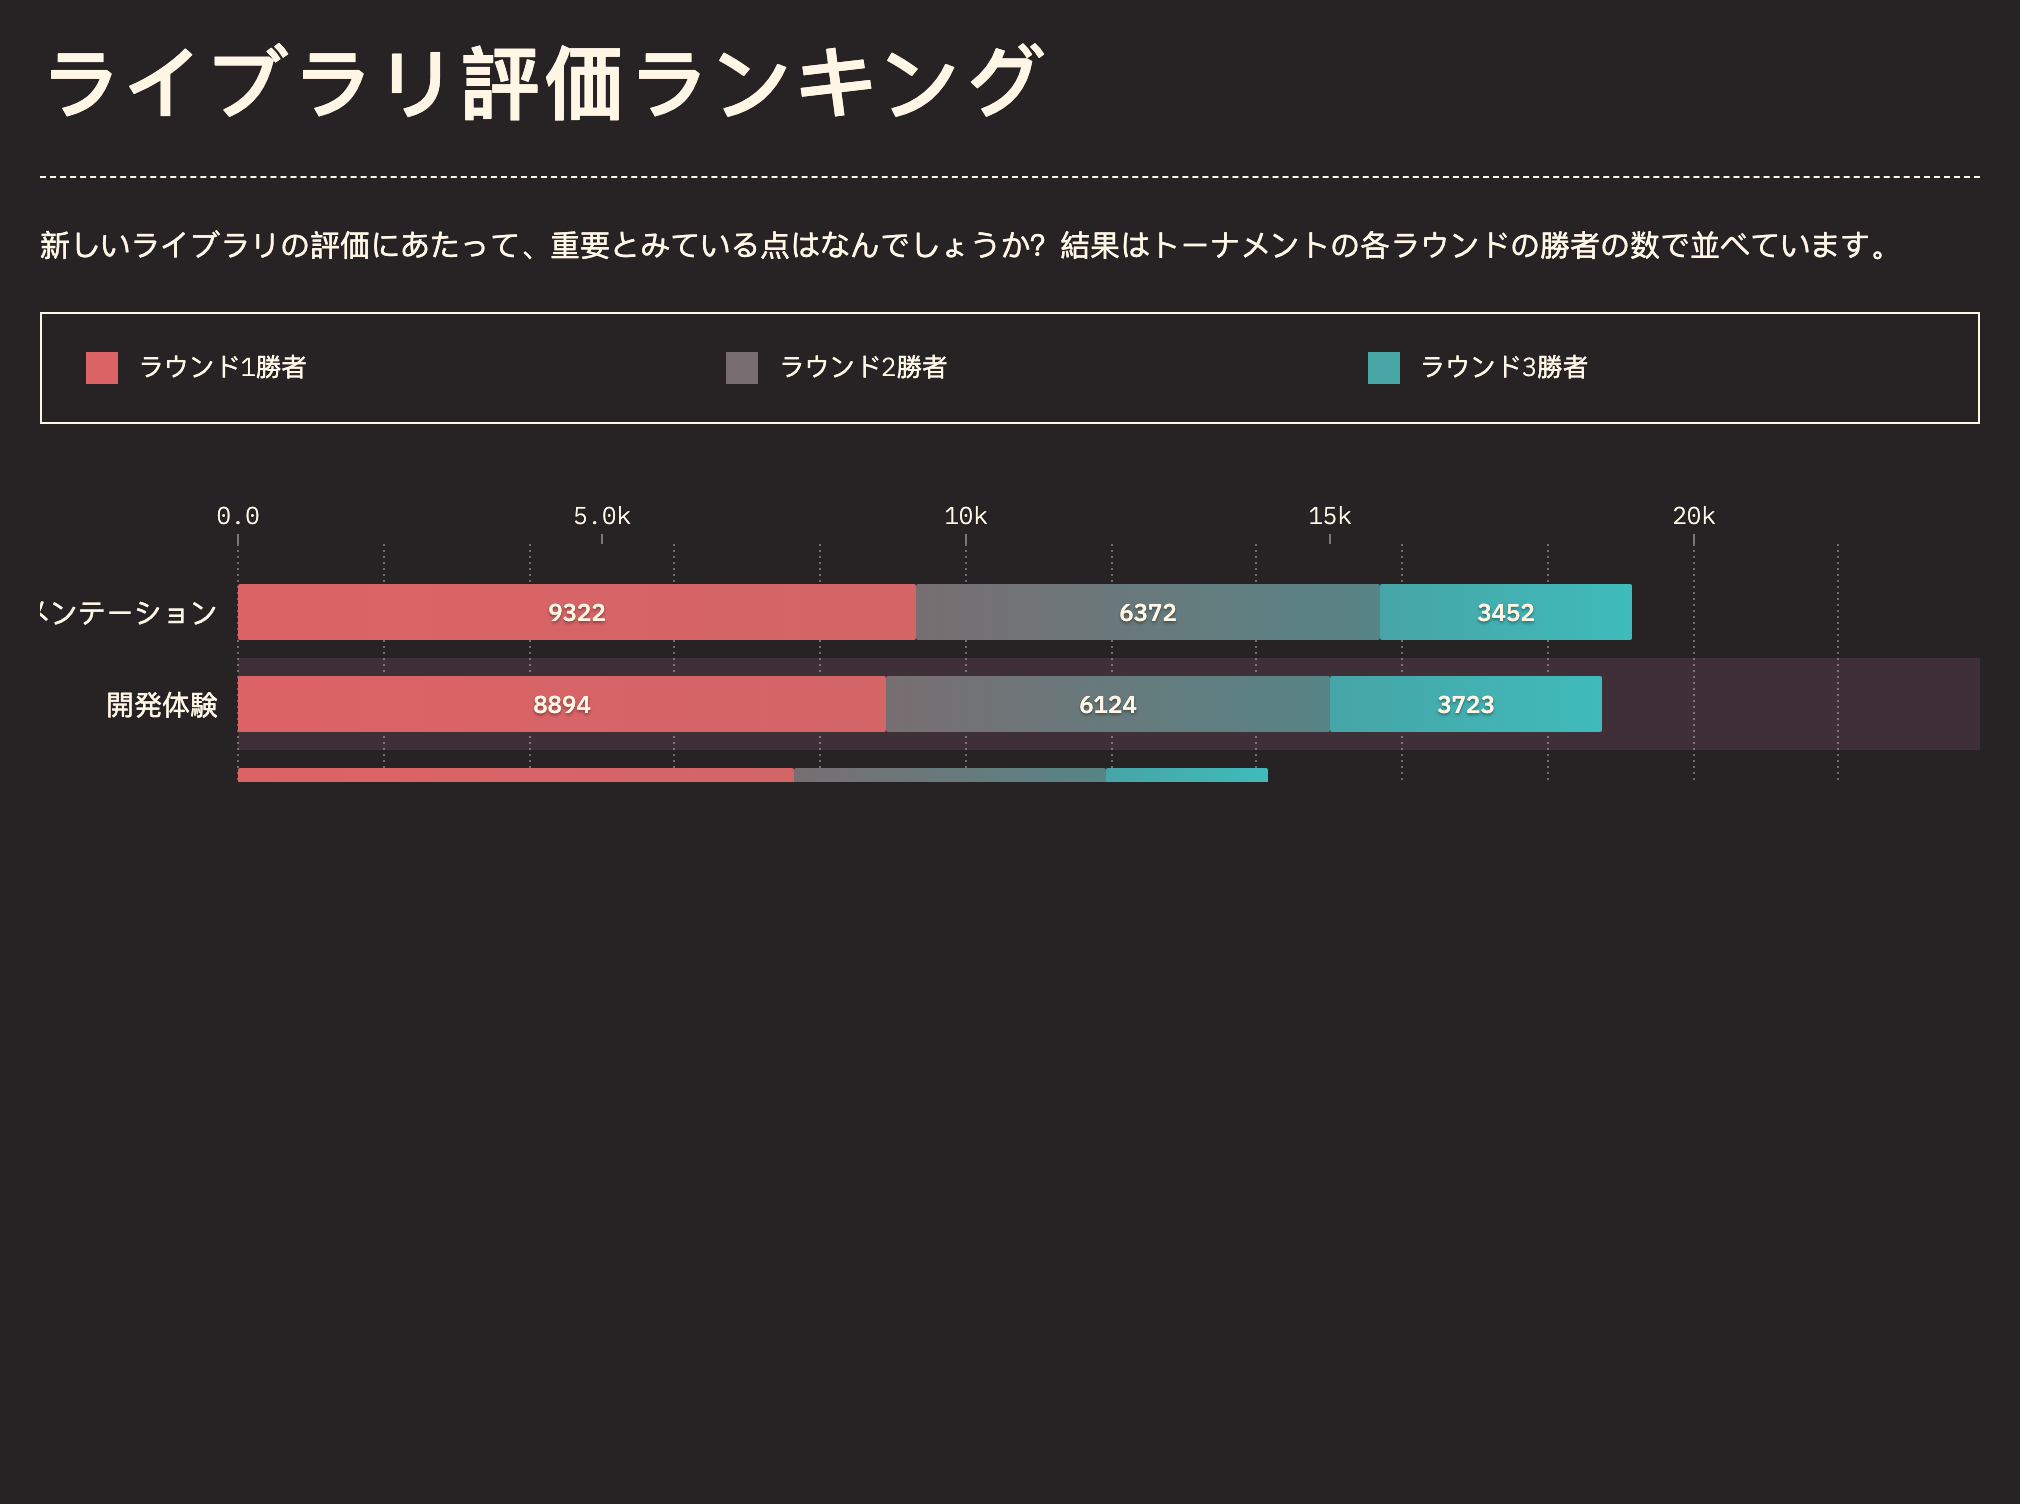 ライブラリ評価ランキング
新しいライブラリの評価にあたって、重要とみている点はなんでしょうか? 結果はトーナメントの各ラウンドの勝者の数で並べています。
ラウンド1勝者 ラウンド2勝者 ラウンド3勝者
0.0 5.0k 10k 15k 20k
ンテーション 9322 6372 3452
開発体験 8894 6124 3723